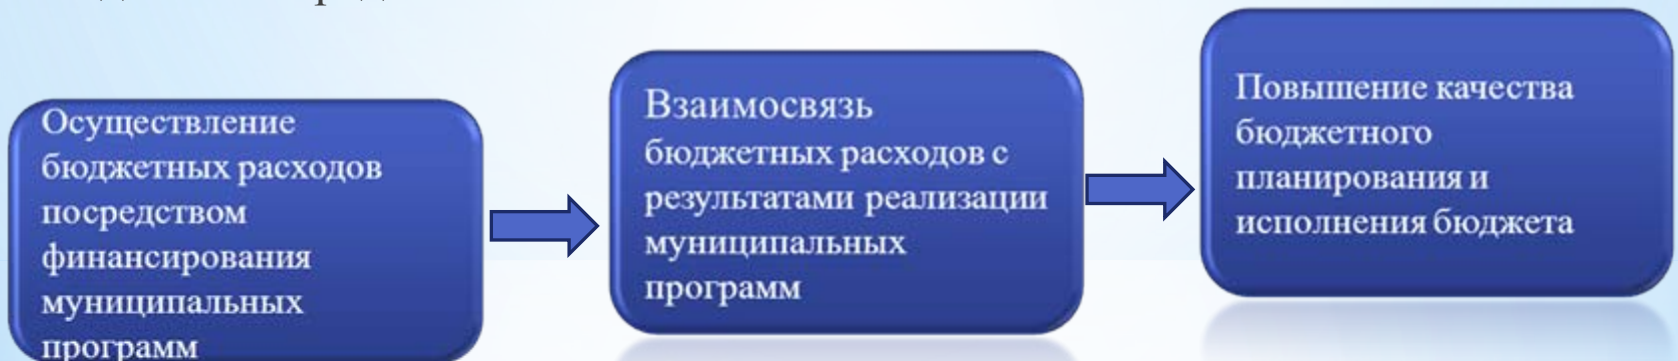 Осуществление
бюджетных расходов
посредством
финансирования
муниципальных
программ
Взаимосвязь
бюджетных расходов с
результатами реализации
муниципальных
программ
Повышение качества
бюджетного
планирования и
исполнения бюджета